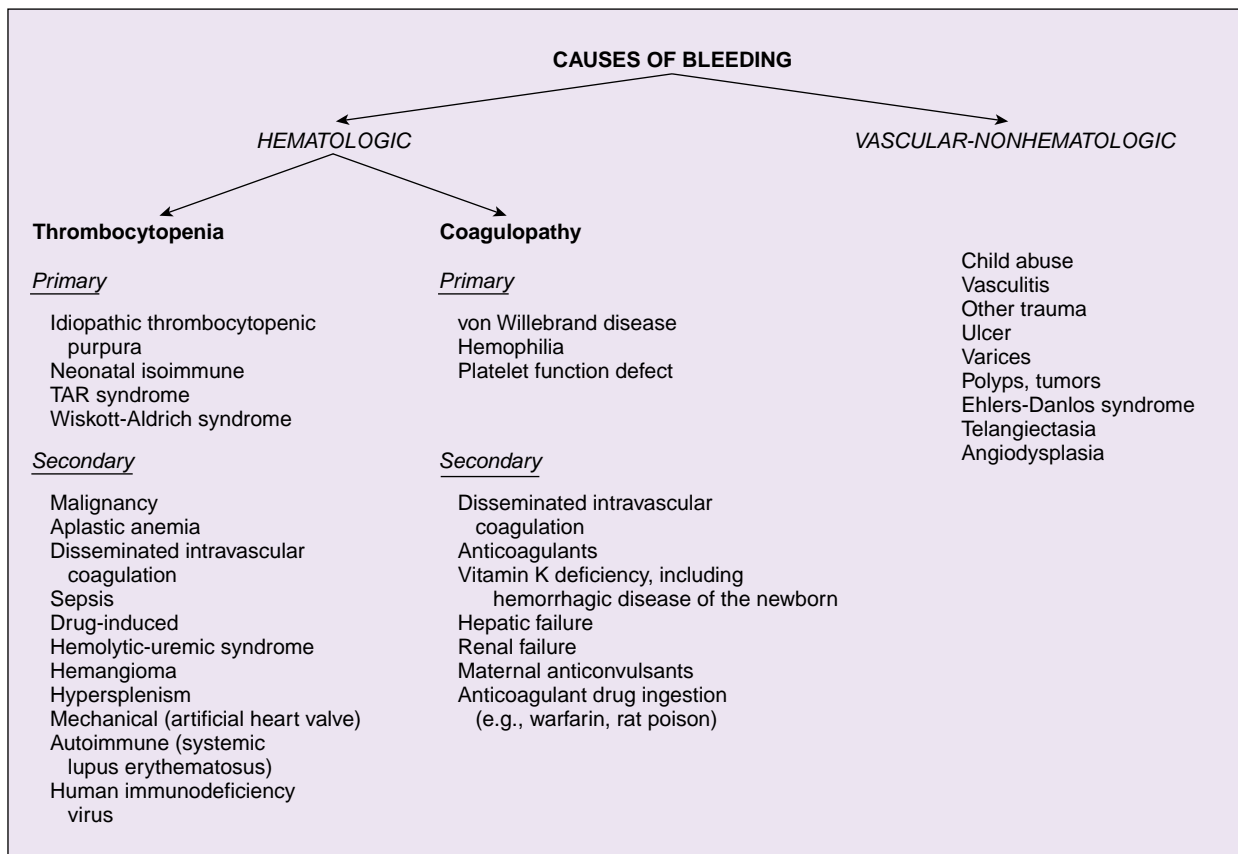 CAUSES OF BLEEDING
HEMATOLOGIC
VASCULAR-NONHEMATOLOGIC
Thrombocytopenia
Primary
Idiopathic thrombocytopenic
purpura
Neonatal isoimmune
TAR syndrome
Wiskott-Aldrich syndrome
Secondary
Malignancy
Aplastic anemia
Disseminated intravascular
coagulation
Sepsis
Drug-induced
Hemolytic-uremic syndrome
Hemangioma
Hypersplenism
Mechanical (artificial heart valve)
Autoimmune (systemic
lupus erythematosus)
Human immunodeficiency
virus
Coagulopathy
Primary
von Willebrand disease
Hemophilia
Platelet function defect
Secondary
Disseminated intravascular
coagulation
Anticoagulants
Vitamin K deficiency, including
hemorrhagic disease of the newborn
Hepatic failure
Renal failure
Maternal anticonvulsants
Anticoagulant drug ingestion
(e.g., warfarin, rat poison)
Child abuse
Vasculitis
Other trauma
Ulcer
Varices
Polyps, tumors
Ehlers-Danlos syndrome
Telangiectasia
Angiodysplasia